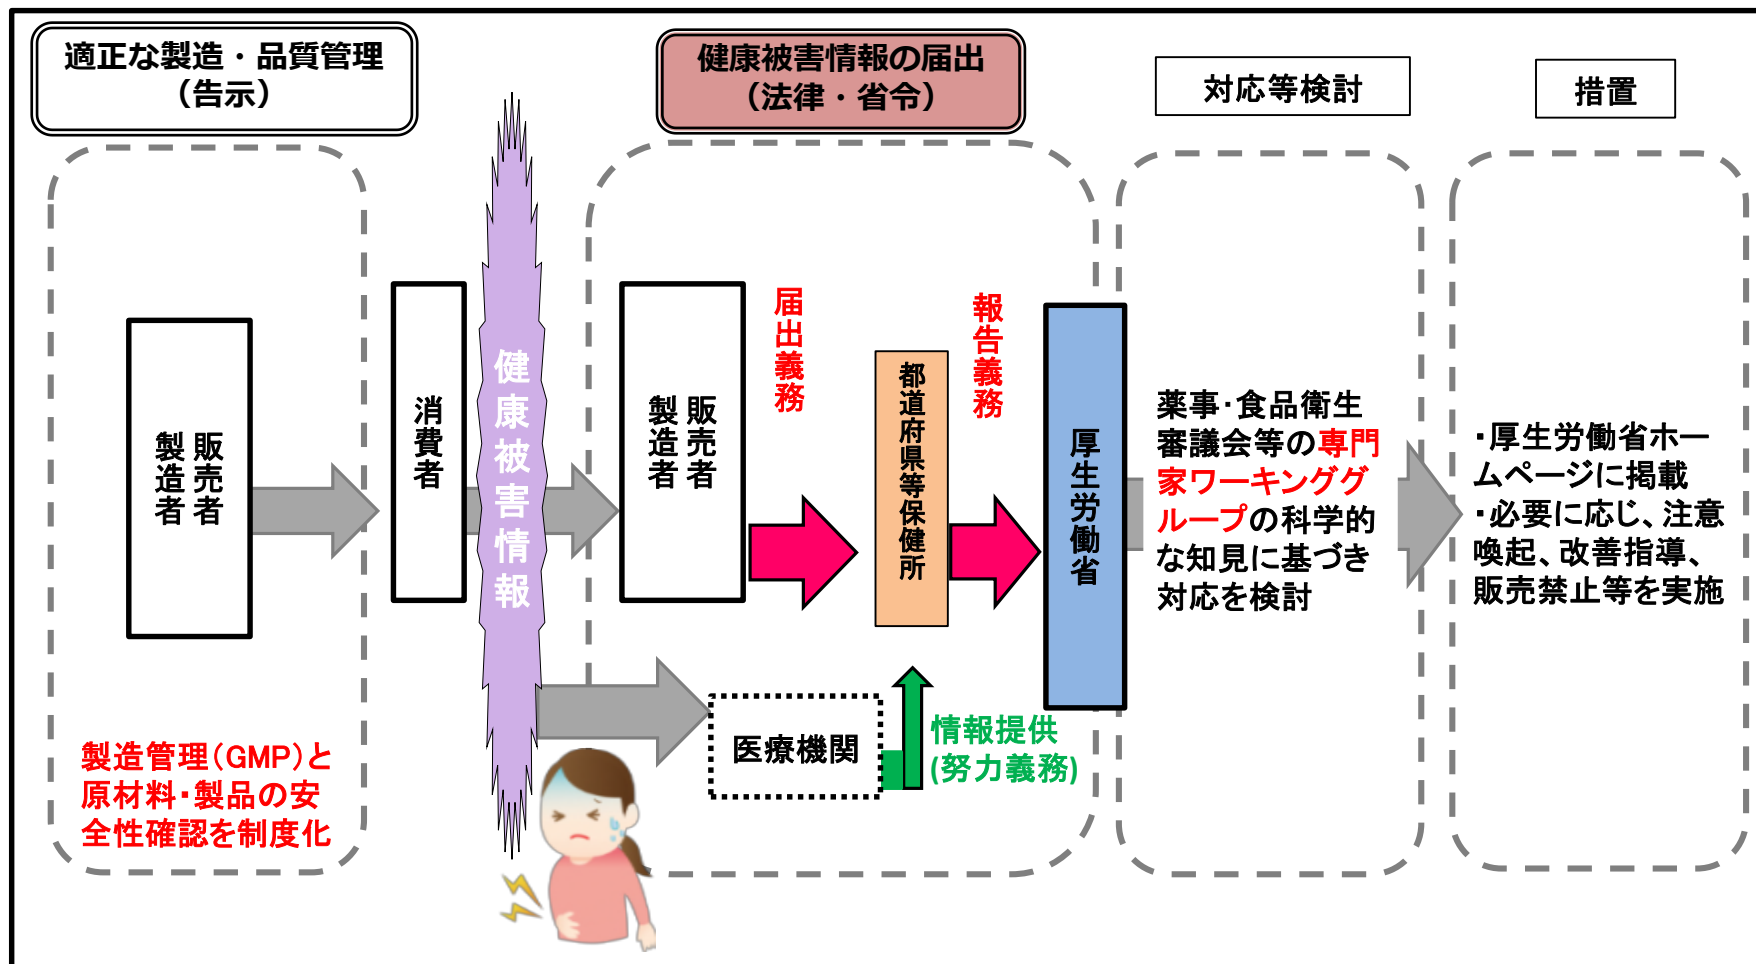 適正な製造・品質管理
（告示）
健康被害情報の届出
（法律・省令）
対応等検討
措置
販売者
製造者
製造管理(GMP)と
原材料・製品の安
全性確認を制度化
消費者
健康被害情報
販売者
製造者
届出義務
都道府県等保健所
報告義務
厚生労働省
医療機関
情報提供
(努力義務)
薬事・食品衛生
審議会等の専門
家ワーキンググ
ループの科学的
な知見に基づき
対応を検討
・厚生労働省ホー
ムページに掲載
・必要に応じ、注意
喚起、改善指導、
販売禁止等を実施